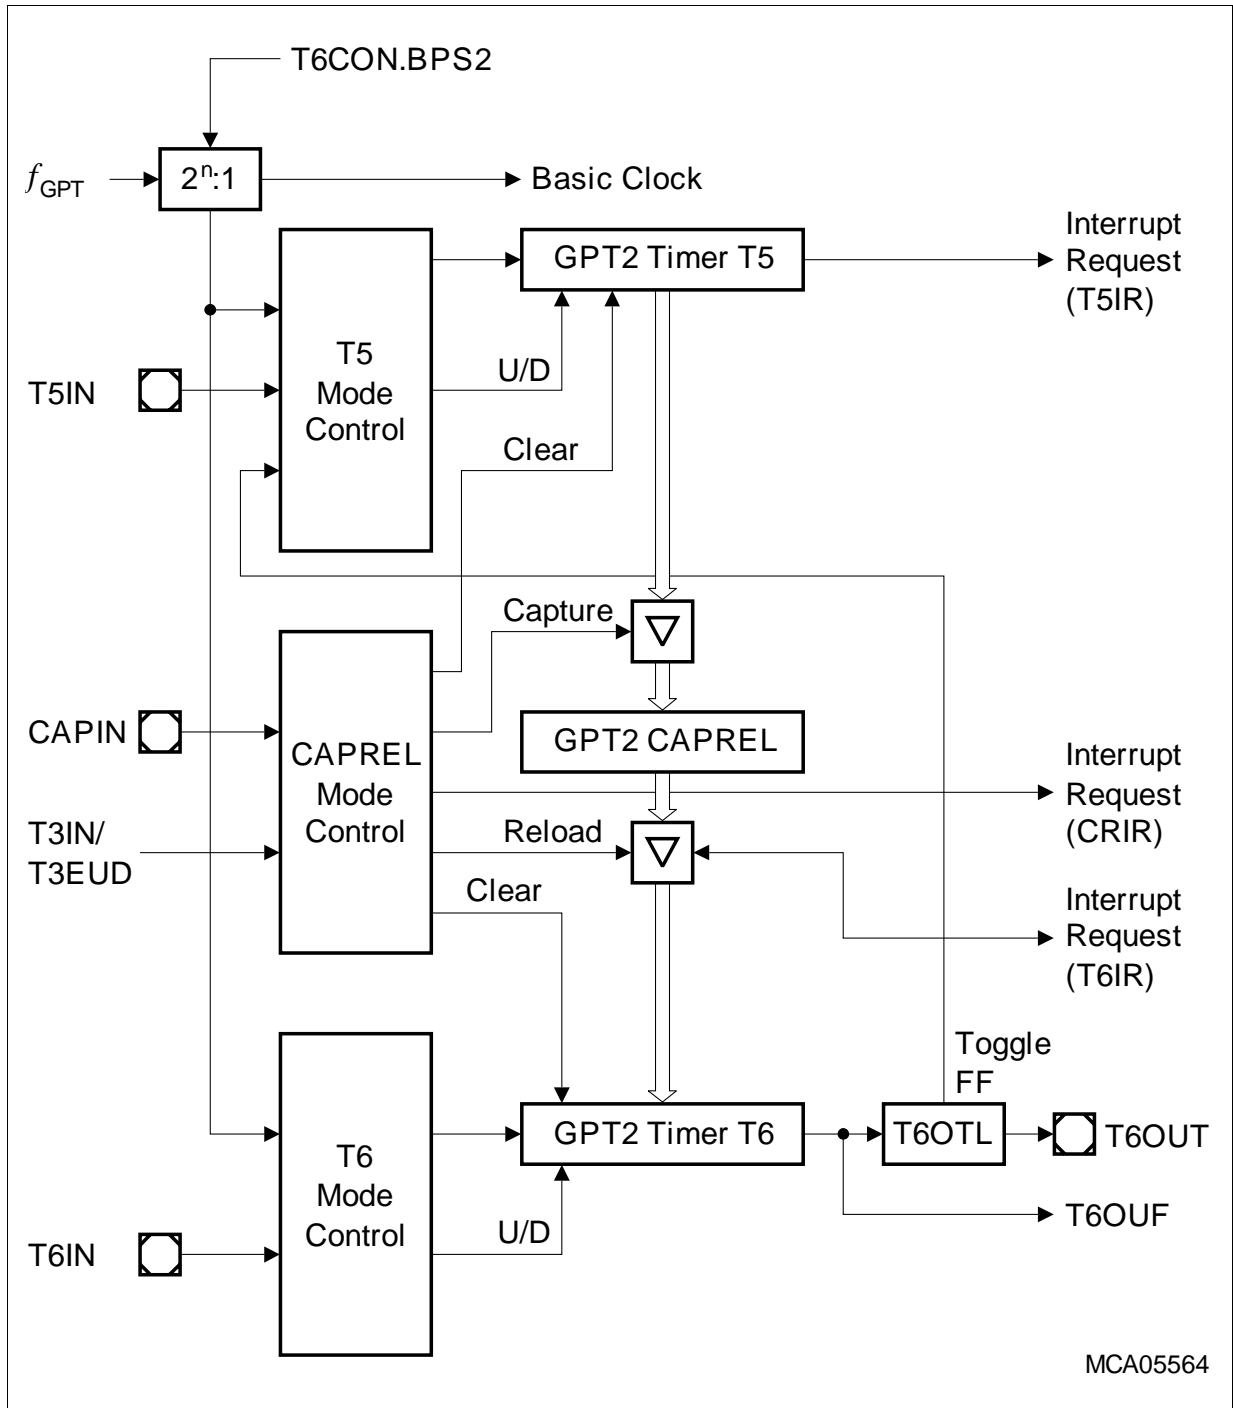 T6CON.BPS2
fGPT
2ⁿ:1
Basic Clock
GPT2 Timer T5
Interrupt
Request
(T5IR)
T5
Mode
Control
U/D
T5IN
Clear
Capture
CAPIN
CAPREL
Mode
Control
GPT2 CAPREL
Interrupt
Request
(CRIR)
T3IN/
T3EUD
Reload
Clear
Interrupt
Request
(T6IR)
Toggle
FF
GPT2 Timer T6
T6OTL
T6OUT
T6
Mode
Control
U/D
T6OUF
T6IN
MCA05564